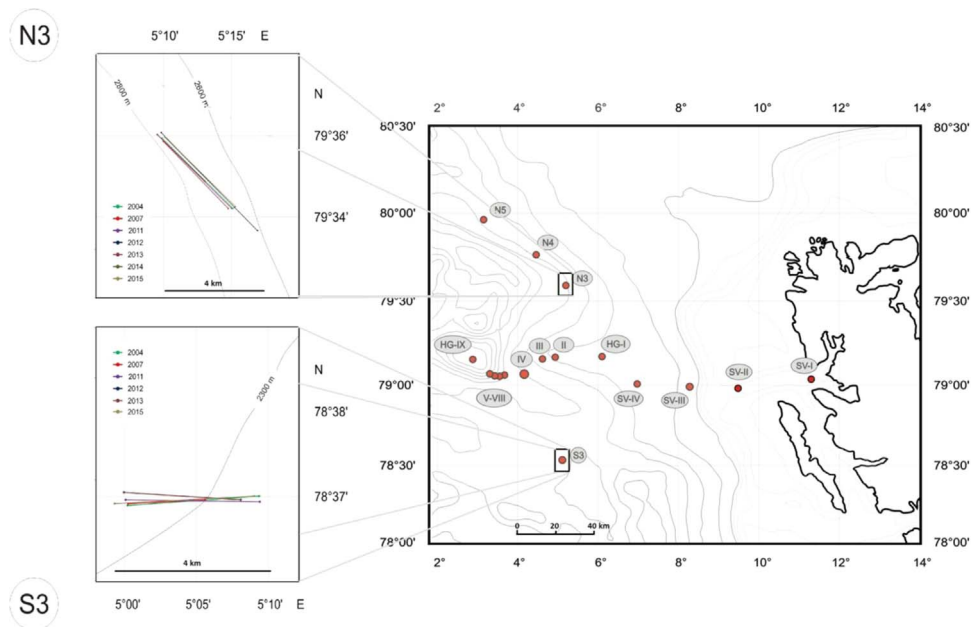 N3
5°10' 5°15' E
2800 m
2600 m
N
79°36'
79°34'
2004
2007
2011
2012
2013
2014
2015
4 km
2004
2007
2011
2012
2013
2015
2300 m
N
78°38'
78°37'
4 km
5°00' 5°05' 5°10' E
S3
2° 4° 6° 8° 10° 12° 14°
80°30' 80°30'
80°00' 80°00'
79°30' 79°30'
79°00' 79°00'
78°30' 78°30'
78°00' 78°00'
N5
N4
N3
HG-IX
IV
III
II
HG-I
V-VIII
SV-IV
SV-III
SV-II
SV-I
S3
0 20 40 km
2° 4° 6° 8° 10° 12° 14°